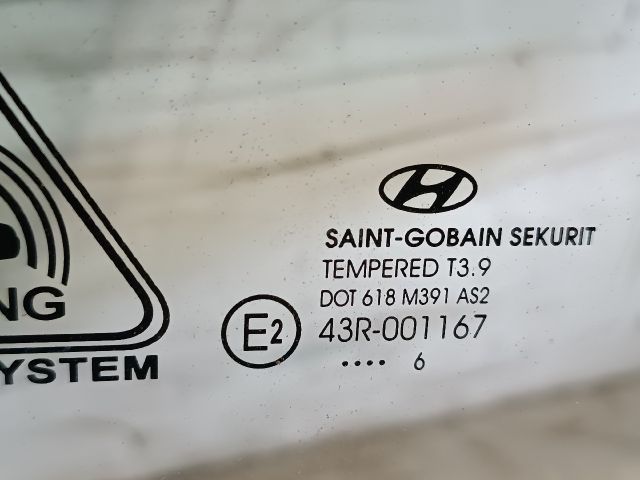 SAINT-GOBAIN SEKURIT
TEMPERED T3.9
DOT 618 M391 AS2
E2 43R-001167
•••• 6
NG
YSTEM